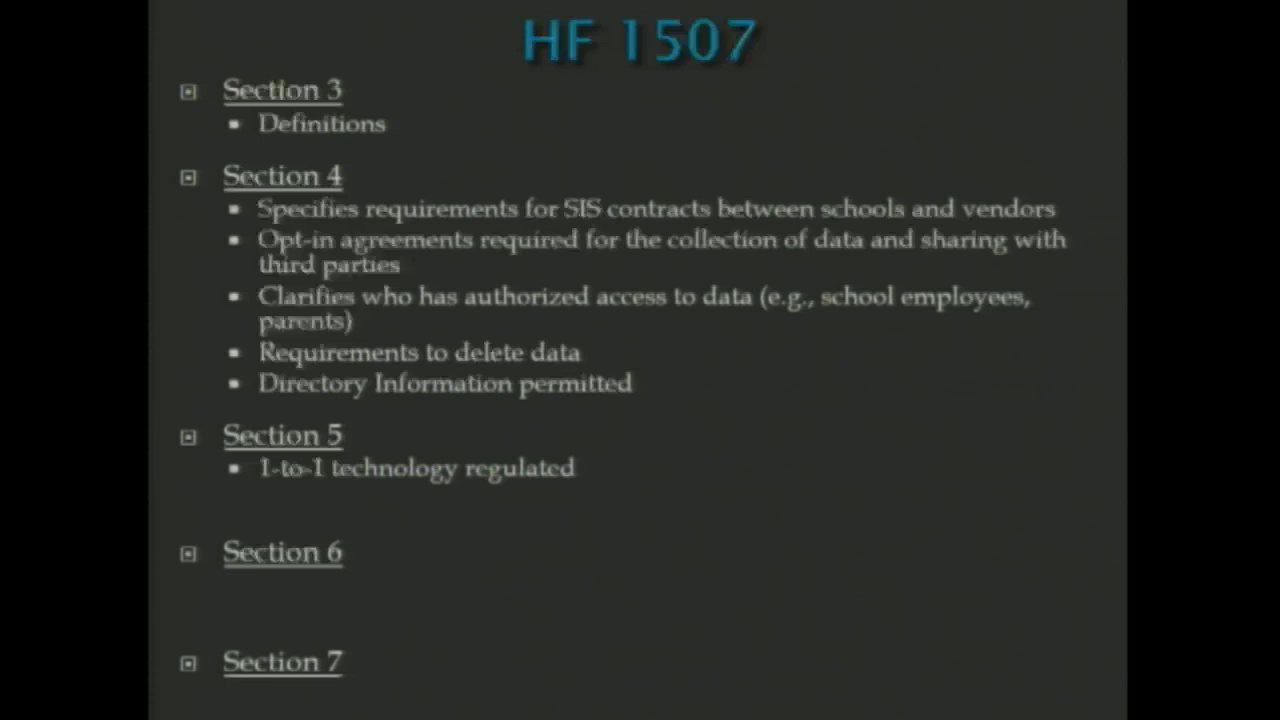 HF 1507
Section 3
Definitions
Section 4
Specifies requirements for SIS contracts between schools and vendors
Opt-in agreements required for the collection of data and sharing with
third parties
Clarifies who has authorized access to data (e.g., school employees,
parents)
Requirements to delete data
Directory Information permitted
Section 5
1-to-1 technology regulated
Section 6
Section 7